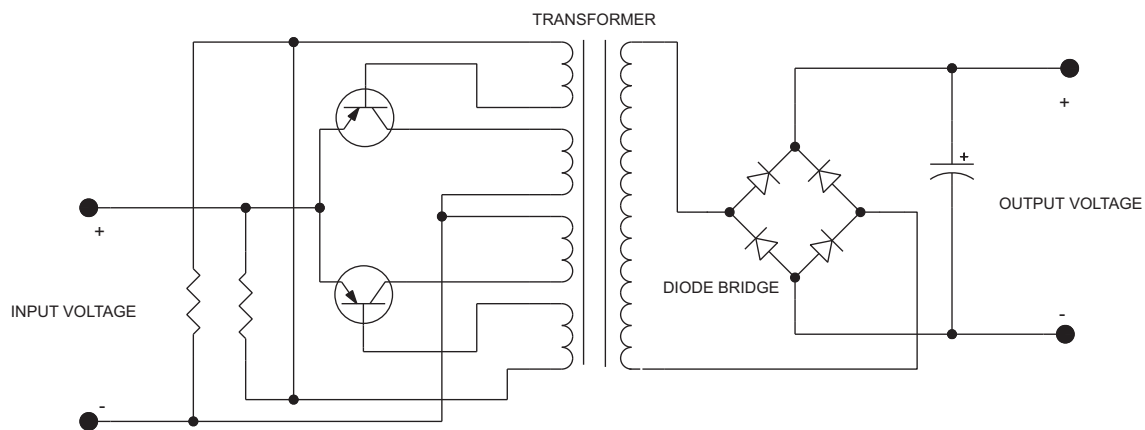 TRANSFORMER
+
+
+
INPUT VOLTAGE
OUTPUT VOLTAGE
DIODE BRIDGE
-
-